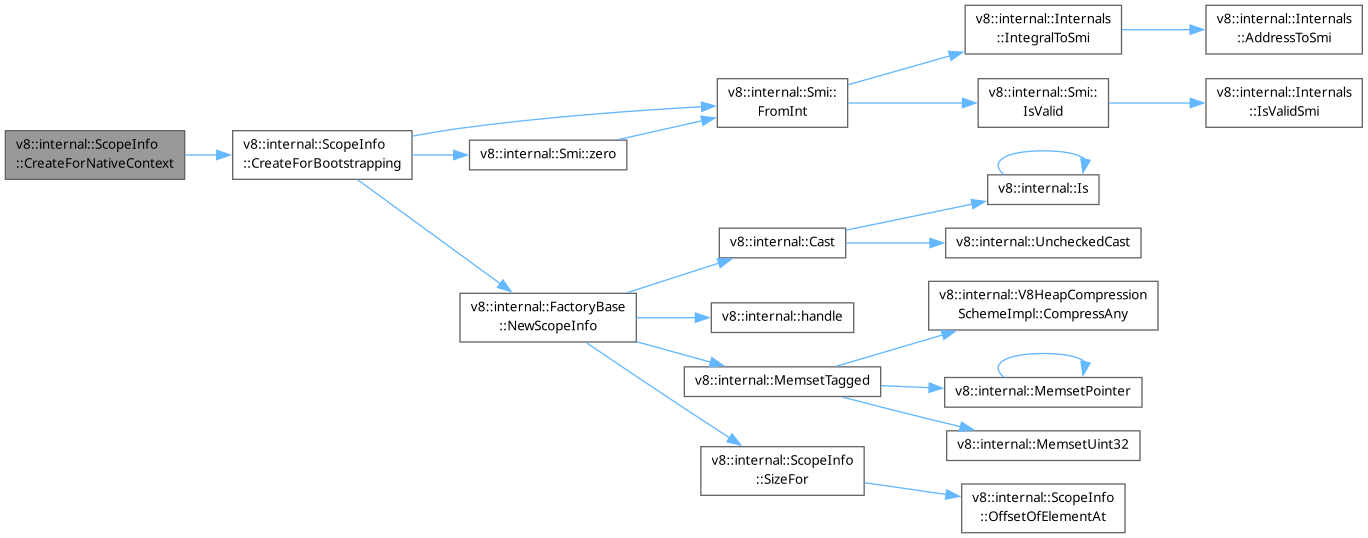 v8::internal::ScopeInfo
::CreateForNativeContext
v8::internal::ScopeInfo
::CreateForBootstrapping
v8::internal::Smi::
FromInt
v8::internal::Internals
::IntegralToSmi
v8::internal::Internals
::AddressToSmi
v8::internal::Smi::
IsValid
v8::internal::Internals
::IsValidSmi
v8::internal::Smi::zero
v8::internal::FactoryBase
::NewScopeInfo
v8::internal::Cast
v8::internal::Is
v8::internal::UncheckedCast
v8::internal::handle
v8::internal::MemsetTagged
v8::internal::V8HeapCompression
SchemeImpl::CompressAny
v8::internal::MemsetPointer
v8::internal::MemsetUint32
v8::internal::ScopeInfo
::SizeFor
v8::internal::ScopeInfo
::OffsetOfElementAt